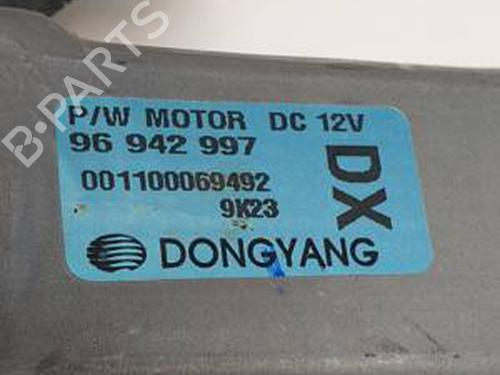 P/W MOTOR DC 12V
96 942 997
001100069492
9K23
DX
DONGYANG
B-PARTS